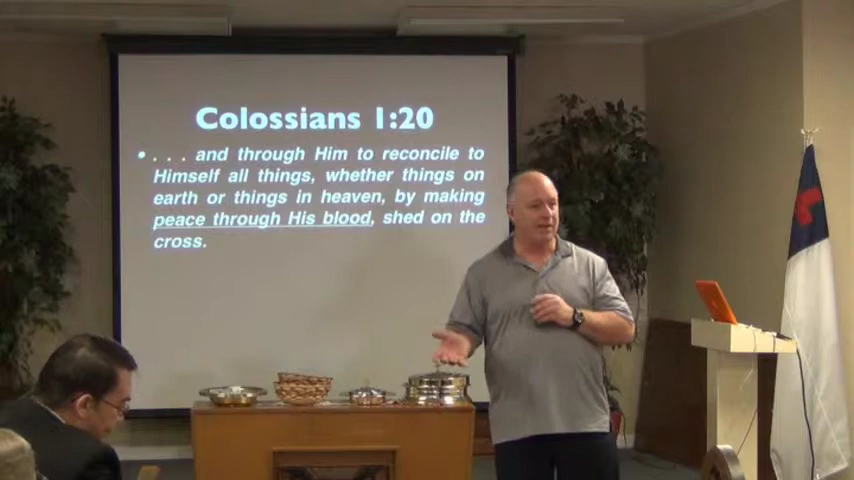 Colossians 1:20
• . . . and through Him to reconcile to
Himself all things, whether things on
earth or things in heaven, by making
peace through His blood, shed on the
cross.